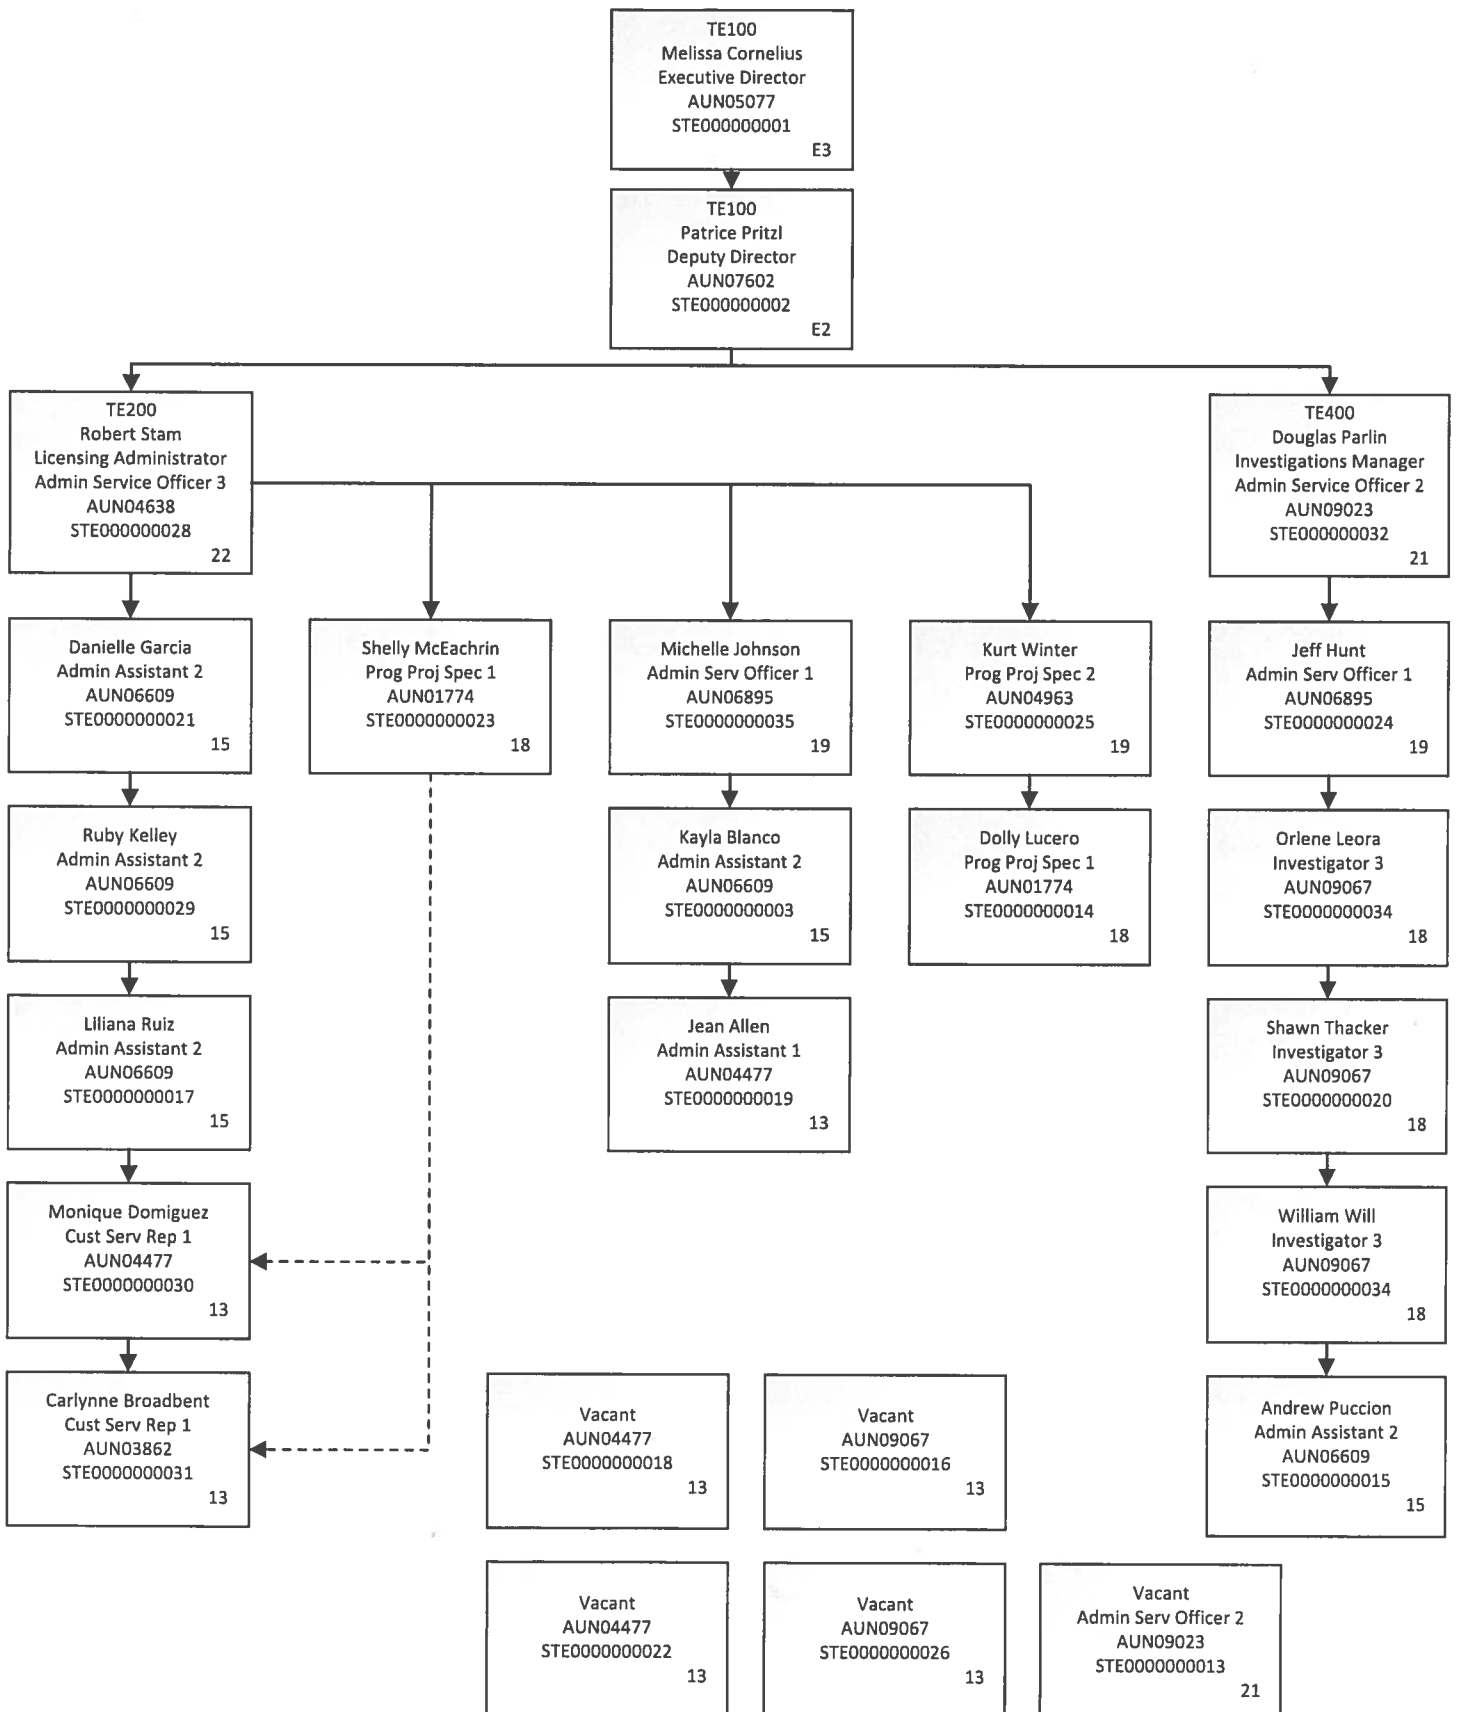 TE100
Melissa Cornelius
Executive Director
AUN05077
STE000000001
E3
TE100
Patrice Pritzl
Deputy Director
AUN07602
STE000000002
E2
TE200
Robert Stam
Licensing Administrator
Admin Service Officer 3
AUN04638
STE000000028
22
TE400
Douglas Parlin
Investigations Manager
Admin Service Officer 2
AUN09023
STE000000032
21
Danielle Garcia
Admin Assistant 2
AUN06609
STE0000000021
15
Shelly McEachrin
Prog Proj Spec 1
AUN01774
STE0000000023
18
Michelle Johnson
Admin Serv Officer 1
AUN06895
STE0000000035
19
Kurt Winter
Prog Proj Spec 2
AUN04963
STE0000000025
19
Jeff Hunt
Admin Serv Officer 1
AUN06895
STE0000000024
19
Ruby Kelley
Admin Assistant 2
AUN06609
STE0000000029
15
Kayla Blanco
Admin Assistant 2
AUN06609
STE0000000003
15
Dolly Lucero
Prog Proj Spec 1
AUN01774
STE0000000014
18
Orlene Leora
Investigator 3
AUN09067
STE0000000034
18
Liliana Ruiz
Admin Assistant 2
AUN06609
STE0000000017
15
Jean Allen
Admin Assistant 1
AUN04477
STE0000000019
13
Shawn Thacker
Investigator 3
AUN09067
STE0000000020
18
Monique Domiguez
Cust Serv Rep 1
AUN04477
STE0000000030
13
William Will
Investigator 3
AUN09067
STE0000000034
18
Carlynne Broadbent
Cust Serv Rep 1
AUN03862
STE0000000031
13
Vacant
AUN04477
STE0000000018
13
Vacant
AUN09067
STE0000000016
13
Andrew Puccion
Admin Assistant 2
AUN06609
STE0000000015
15
Vacant
AUN04477
STE0000000022
13
Vacant
AUN09067
STE0000000026
13
Vacant
Admin Serv Officer 2
AUN09023
STE0000000013
21